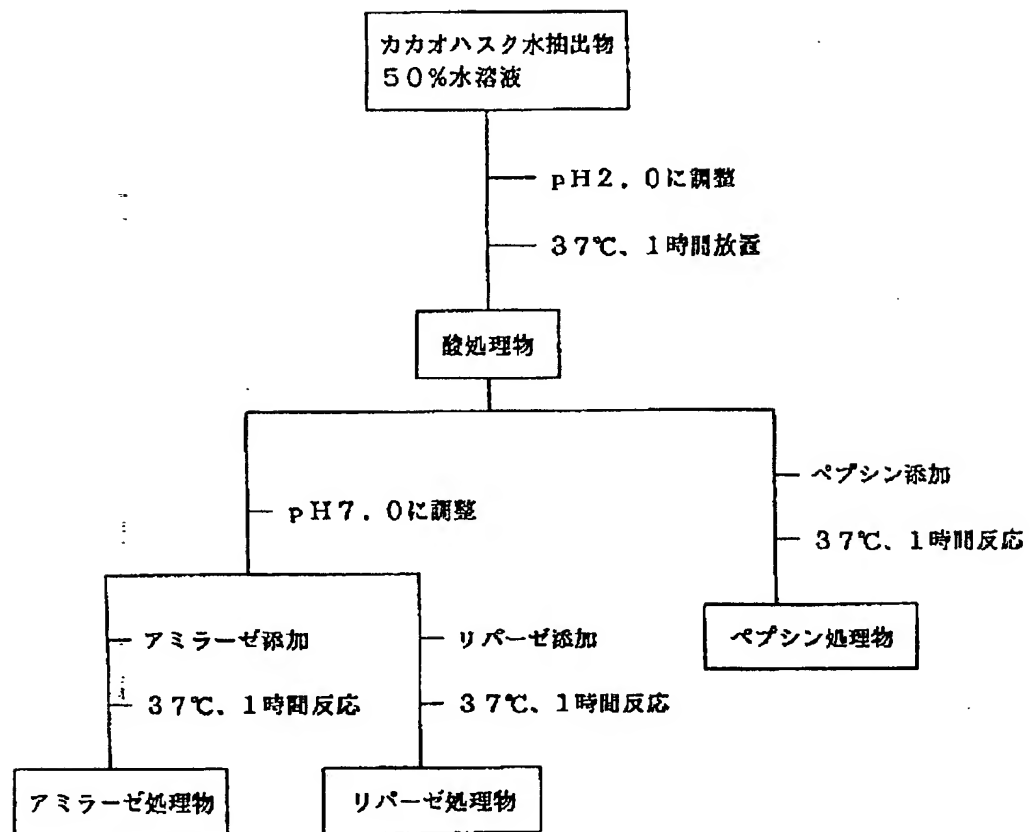 カカオハスク水抽出物
５０％水溶液
ｐＨ２．０に調整
３７℃、１時間放置
酸処理物
ペプシン添加
ｐＨ７．０に調整
３７℃、１時間反応
アミラーゼ添加
リパーゼ添加
ペプシン処理物
３７℃、１時間反応
３７℃、１時間反応
アミラーゼ処理物
リパーゼ処理物